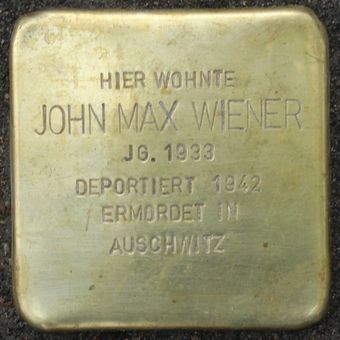 HIER WOHNTE
JOHN MAX WIENER
JG. 1933
DEPORTIERT 1942
ERMORDET IN
AUSCHWITZ